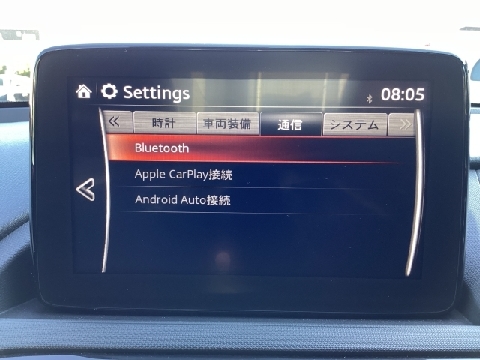 Settings 08:05
« 時計 車両装備 通信 システム »
Bluetooth
Apple CarPlay接続
Android Auto接続